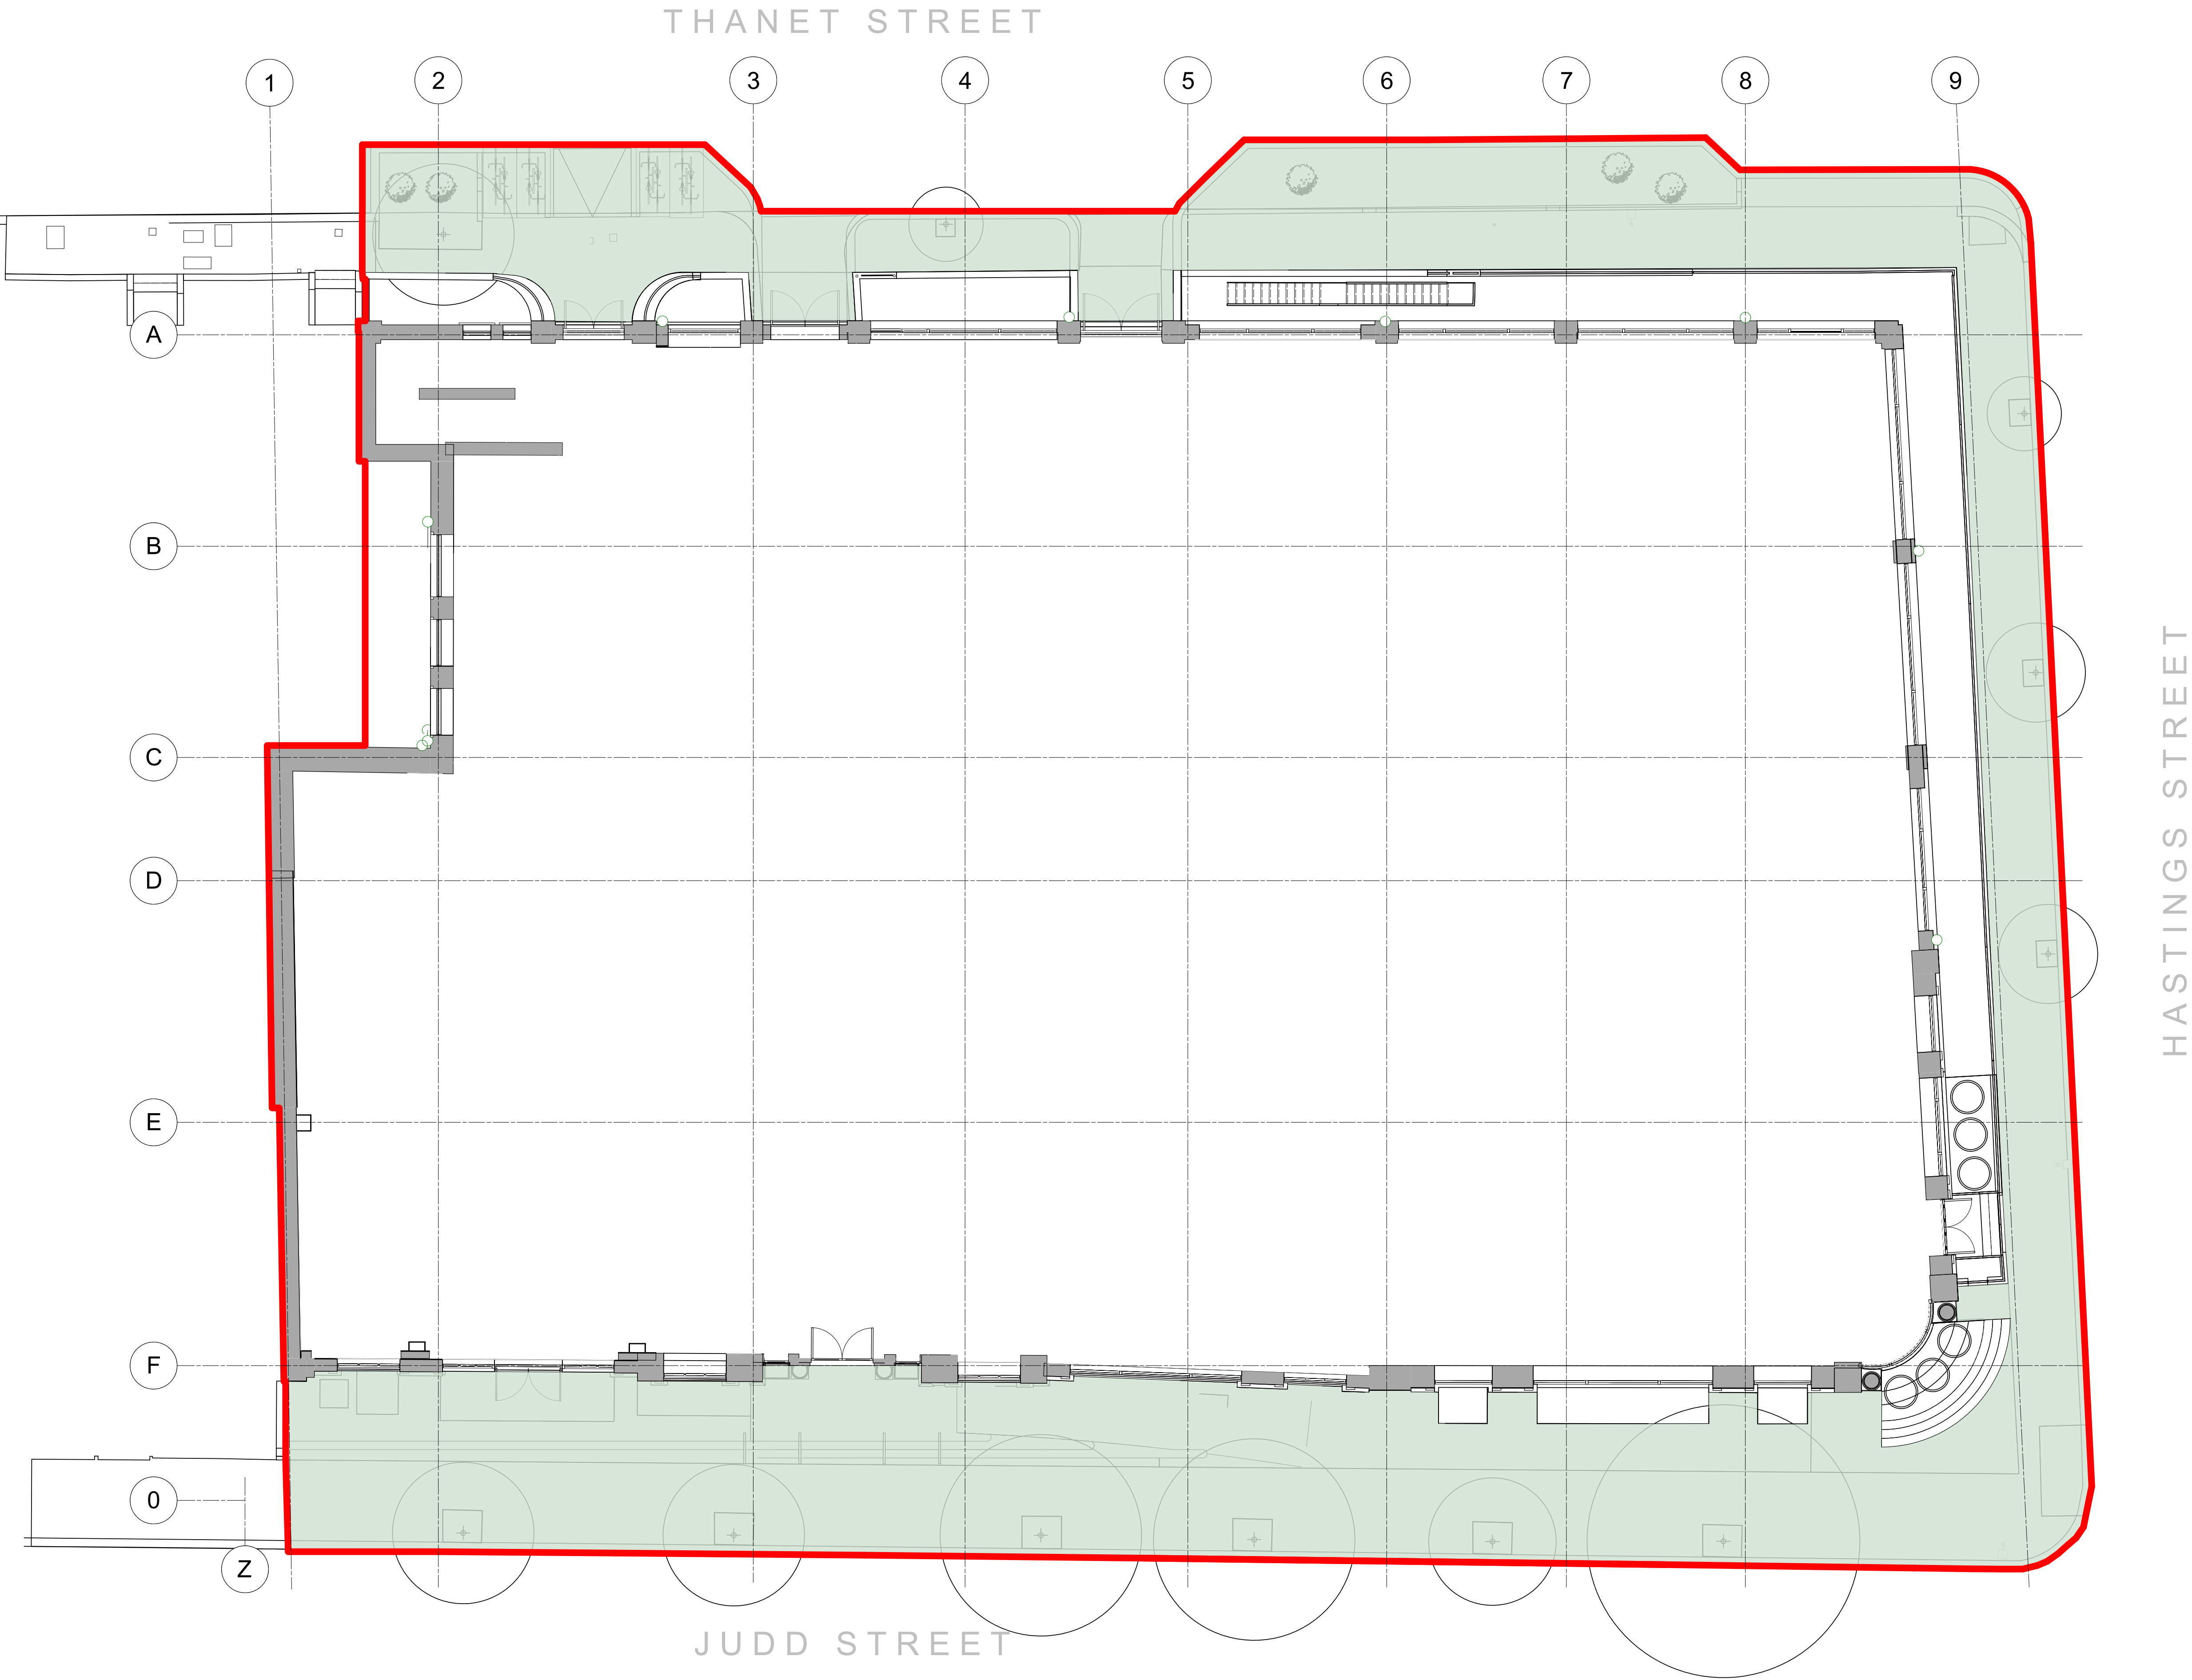 THANET STREET
1 2 3 4 5 6 7 8 9
A
B
C
D
E
F
0
Z
HASTINGS STREET
JUDD STREET